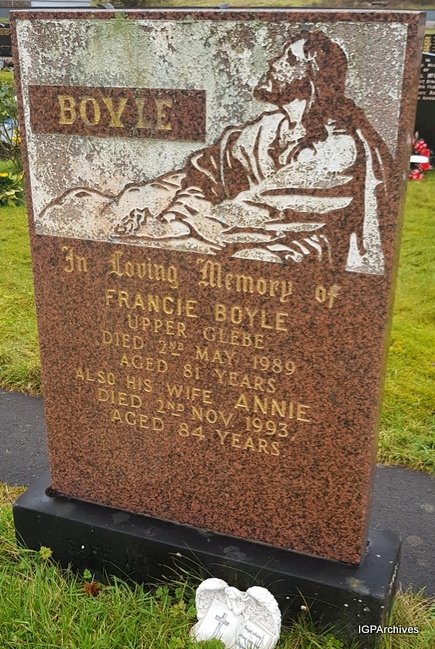 BOYLE
In Loving Memory of
FRANCIE BOYLE
UPPER GLEBE
DIED 2ND MAY, 1989
AGED 81 YEARS
ALSO HIS WIFE ANNIE
DIED 2ND NOV. 1993,
AGED 84 YEARS
IGPArchives